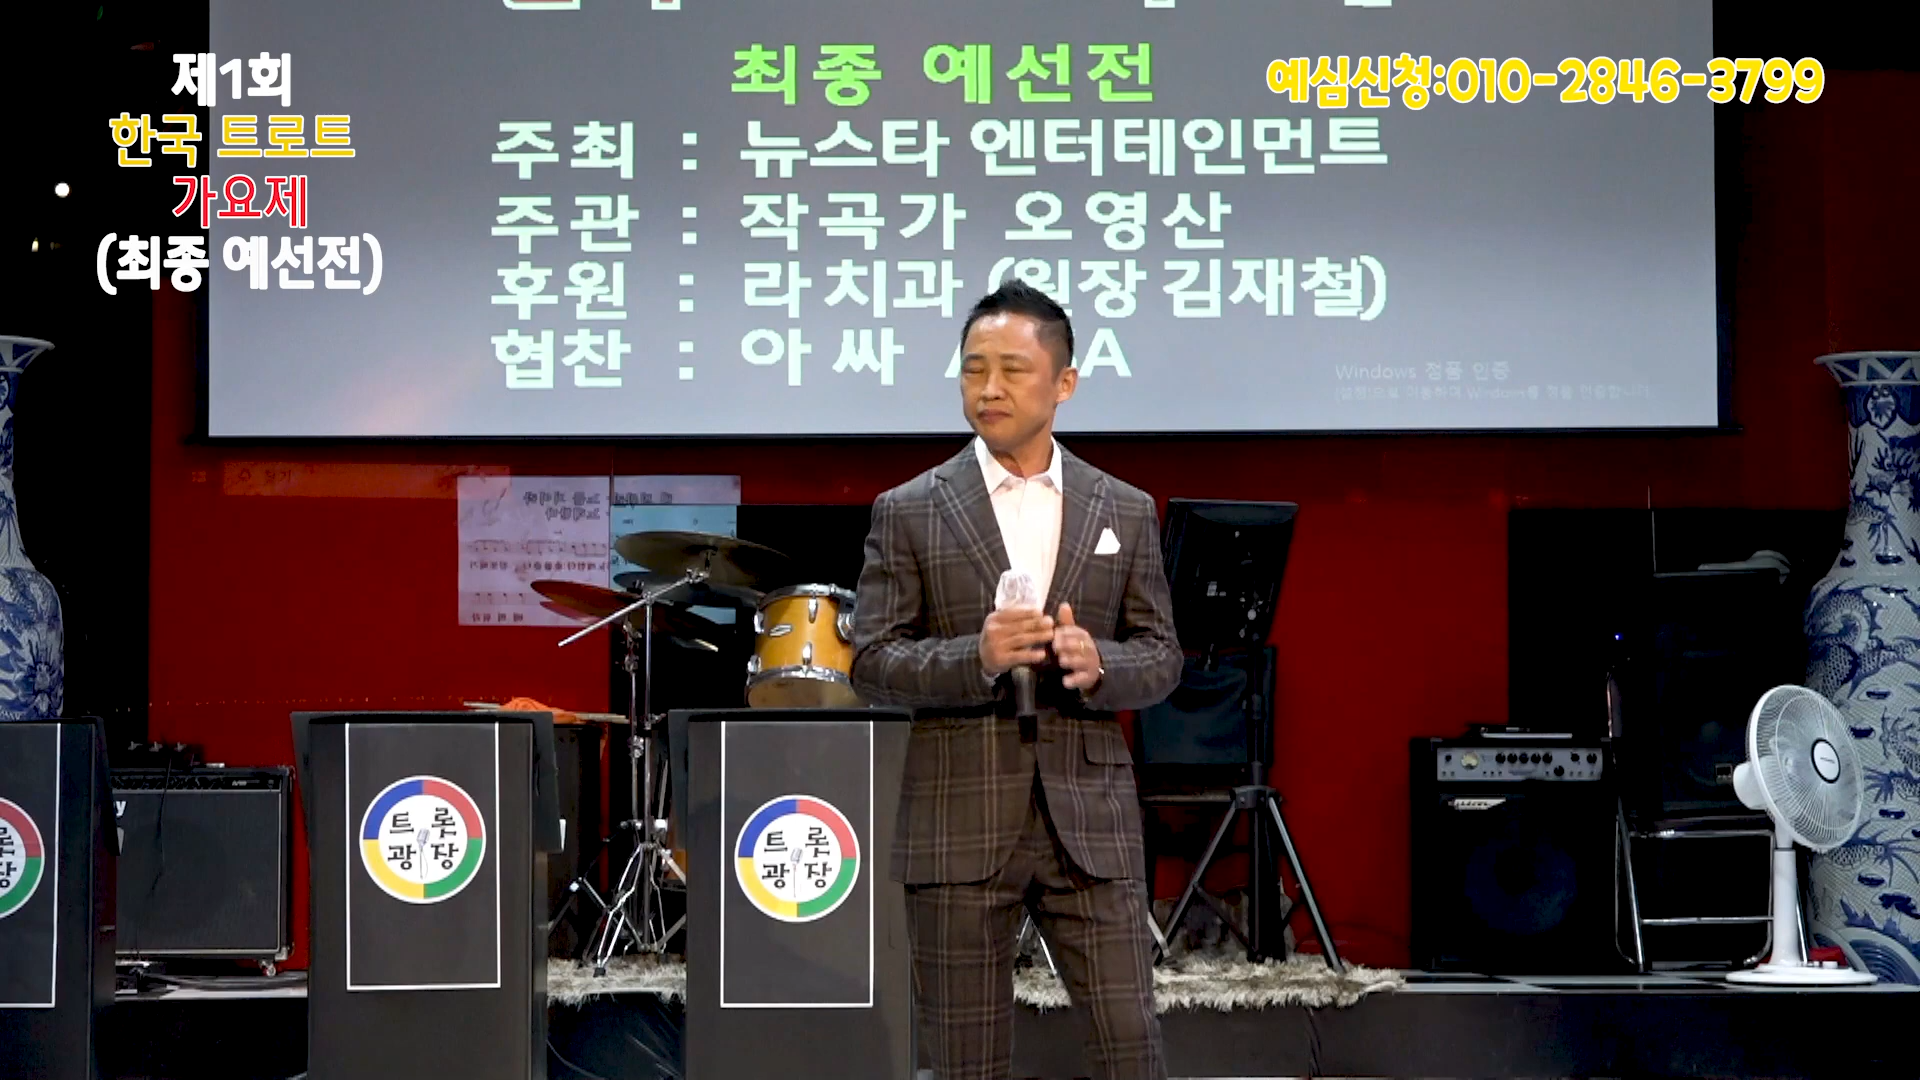 제1회
한국 트로트
가요제
(최종 예선전)
예심신청:010-2846-3799
최종 예선전
주최 : 뉴스타 엔터테인먼트
주관 : 작곡가 오영산
후원 : 라치과 (원장 김재철)
협찬 : 아싸
Windows 정품 인증
트롯
광장
트롯
광장